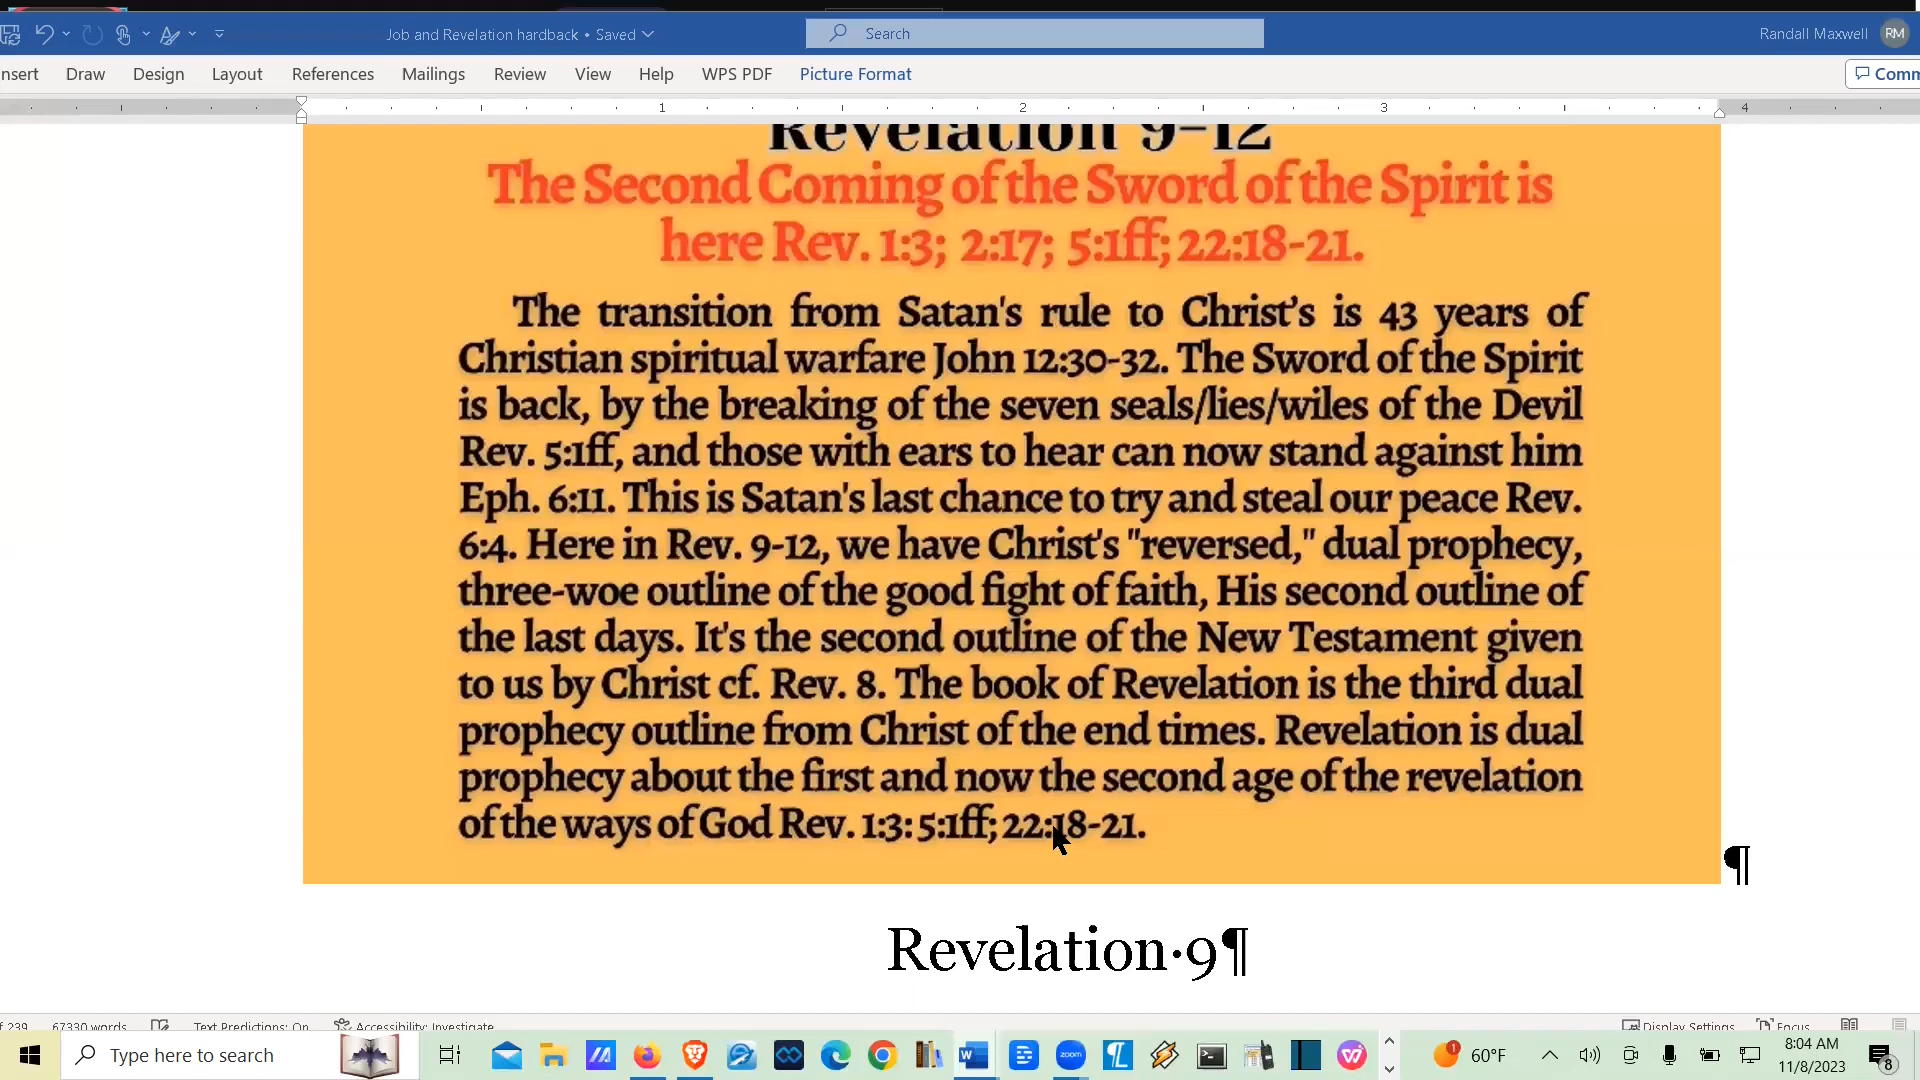 Job and Revelation hardback • Saved
Search
Randall Maxwell
RM
nsert
Draw
Design
Layout
References
Mailings
Review
View
Help
WPS PDF
Picture Format
Comm
1
2
3
4
Revelation 9-12
The Second Coming of the Sword of the Spirit is
here Rev. 1:3; 2:17; 5:1ff; 22:18-21.
The transition from Satan's rule to Christ's is 43 years of
Christian spiritual warfare John 12:30-32. The Sword of the Spirit
is back, by the breaking of the seven seals/lies/wiles of the Devil
Rev. 5:1ff, and those with ears to hear can now stand against him
Eph. 6:11. This is Satan's last chance to try and steal our peace Rev.
6:4. Here in Rev. 9-12, we have Christ's "reversed," dual prophecy,
three-woe outline of the good fight of faith, His second outline of
the last days. It's the second outline of the New Testament given
to us by Christ cf. Rev. 8. The book of Revelation is the third dual
prophecy outline from Christ of the end times. Revelation is dual
prophecy about the first and now the second age of the revelation
of the ways of God Rev. 1:3: 5:1ff; 22:18-21.
¶
Revelation·9¶
f 239
67330 words
Text Predictions: On
Accessibility: Investigate
Display Settings
Focus
Type here to search
zoom
60°F
8:04 AM
11/8/2023
8